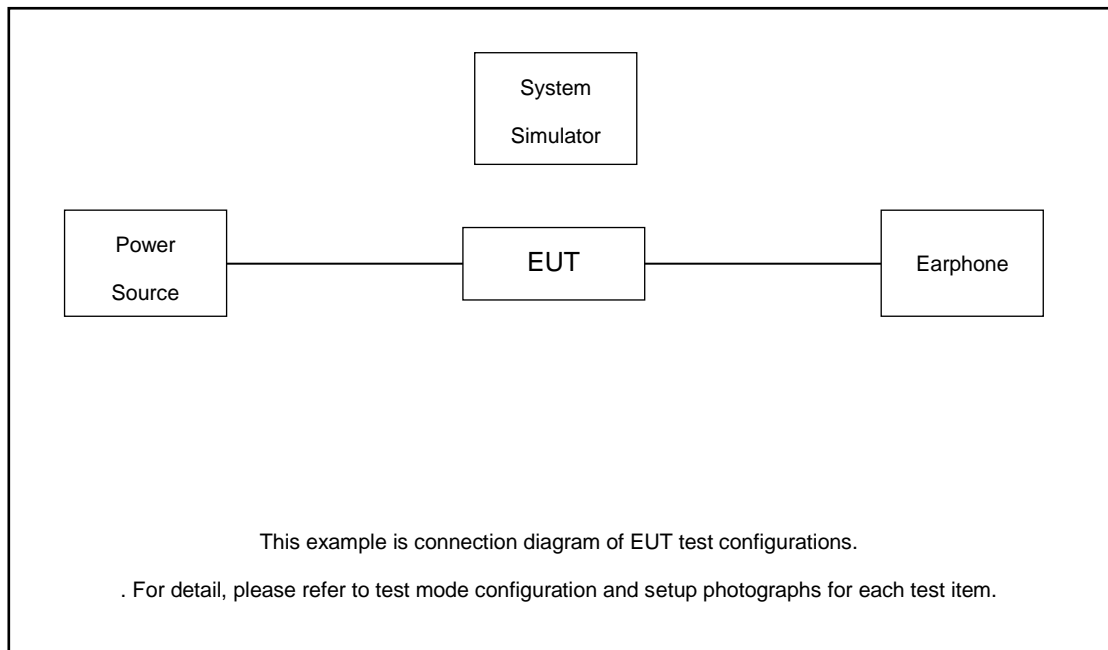 System
Simulator
Power
Source
EUT
Earphone
This example is connection diagram of EUT test configurations.
. For detail, please refer to test mode configuration and setup photographs for each test item.